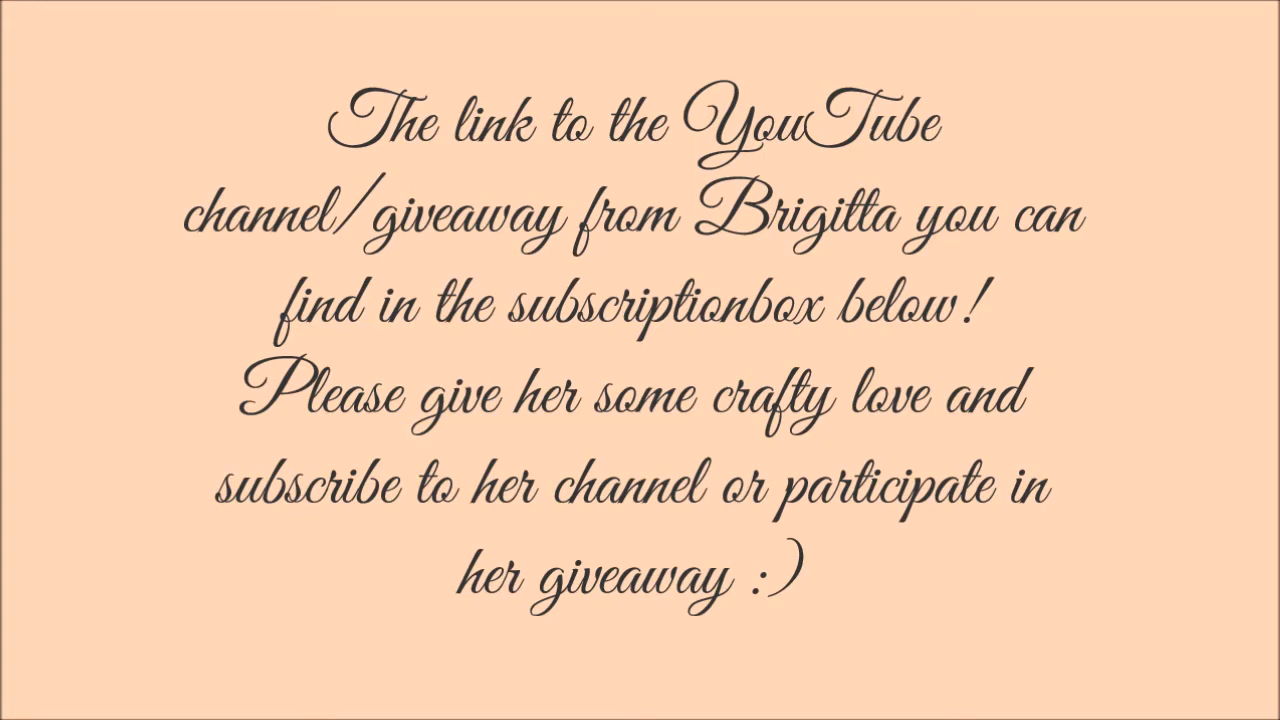 The link to the YouTube
channel/giveaway from Brigitta you can
find in the subscriptionbox below!
Please give her some crafty love and
subscribe to her channel or participate in
her giveaway :)